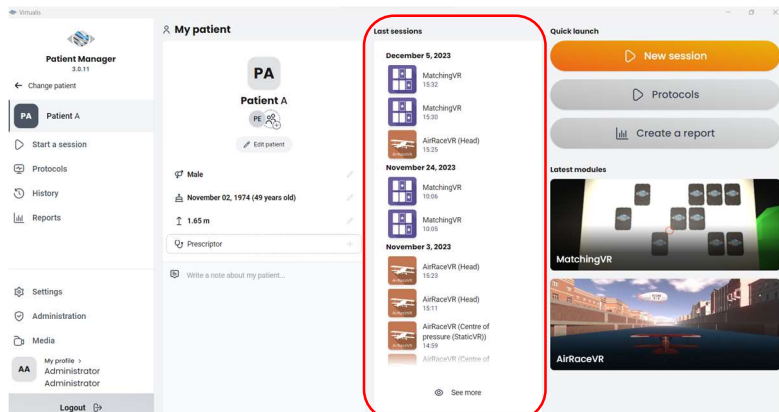 Virtualis
Patient Manager
3.0.11
Change patient
PA
Patient A
Start a session
Protocols
History
Reports
Settings
Administration
Media
AA
My profile >
Administrator
Administrator
Logout
My patient
PA
Patient A
PE
Edit patient
Male
November 02, 1974 (49 years old)
1.65 m
Prescriptor
Write a note about my patient...
Last sessions
December 5, 2023
MatchingVR
15:32
MatchingVR
15:30
AirRaceVR (Head)
15:25
November 24, 2023
MatchingVR
10:06
MatchingVR
10:05
November 3, 2023
AirRaceVR (Head)
15:23
AirRaceVR (Head)
15:11
AirRaceVR (Centre of
pressure (StaticVR))
14:59
AirRaceVR (Centre of
See more
Quick launch
New session
Protocols
Create a report
Latest modules
MatchingVR
AirRaceVR